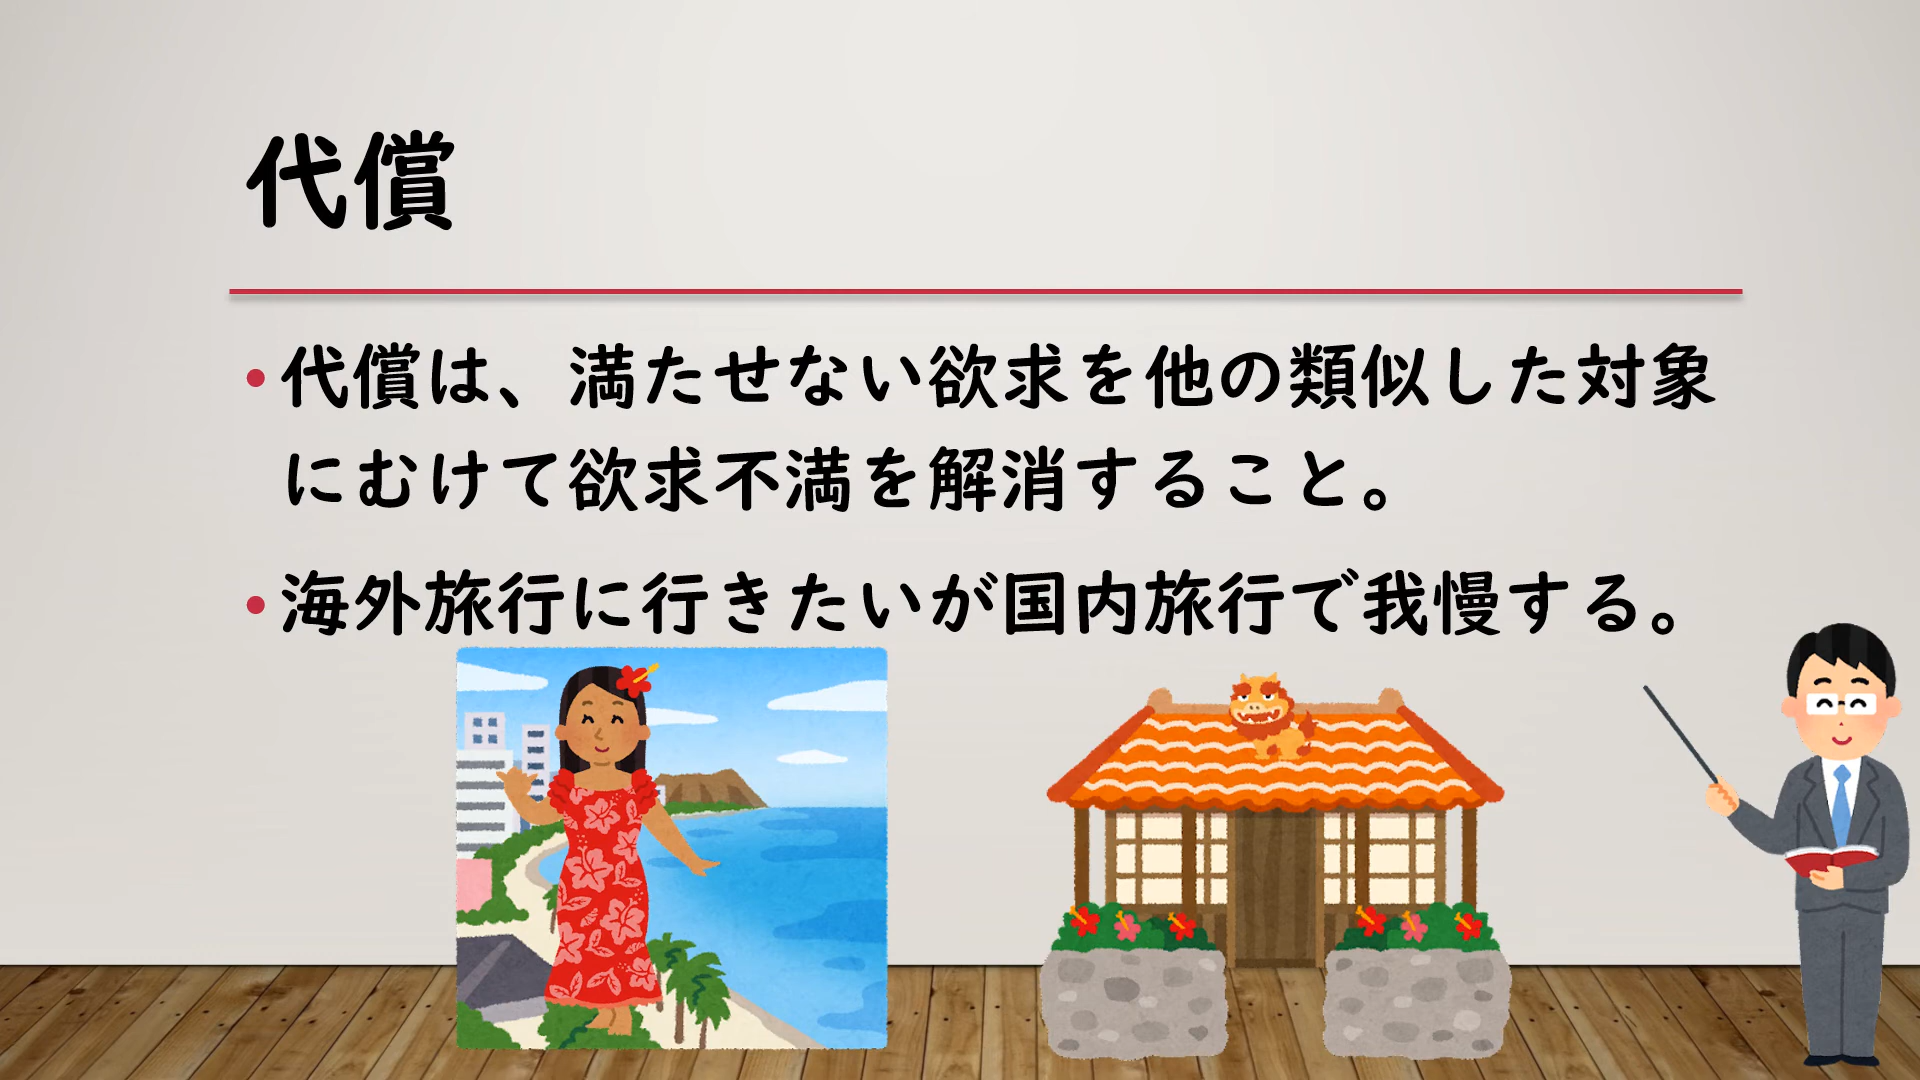 代償
•代償は、満たせない欲求を他の類似した対象
にむけて欲求不満を解消すること。
•海外旅行に行きたいが国内旅行で我慢する。